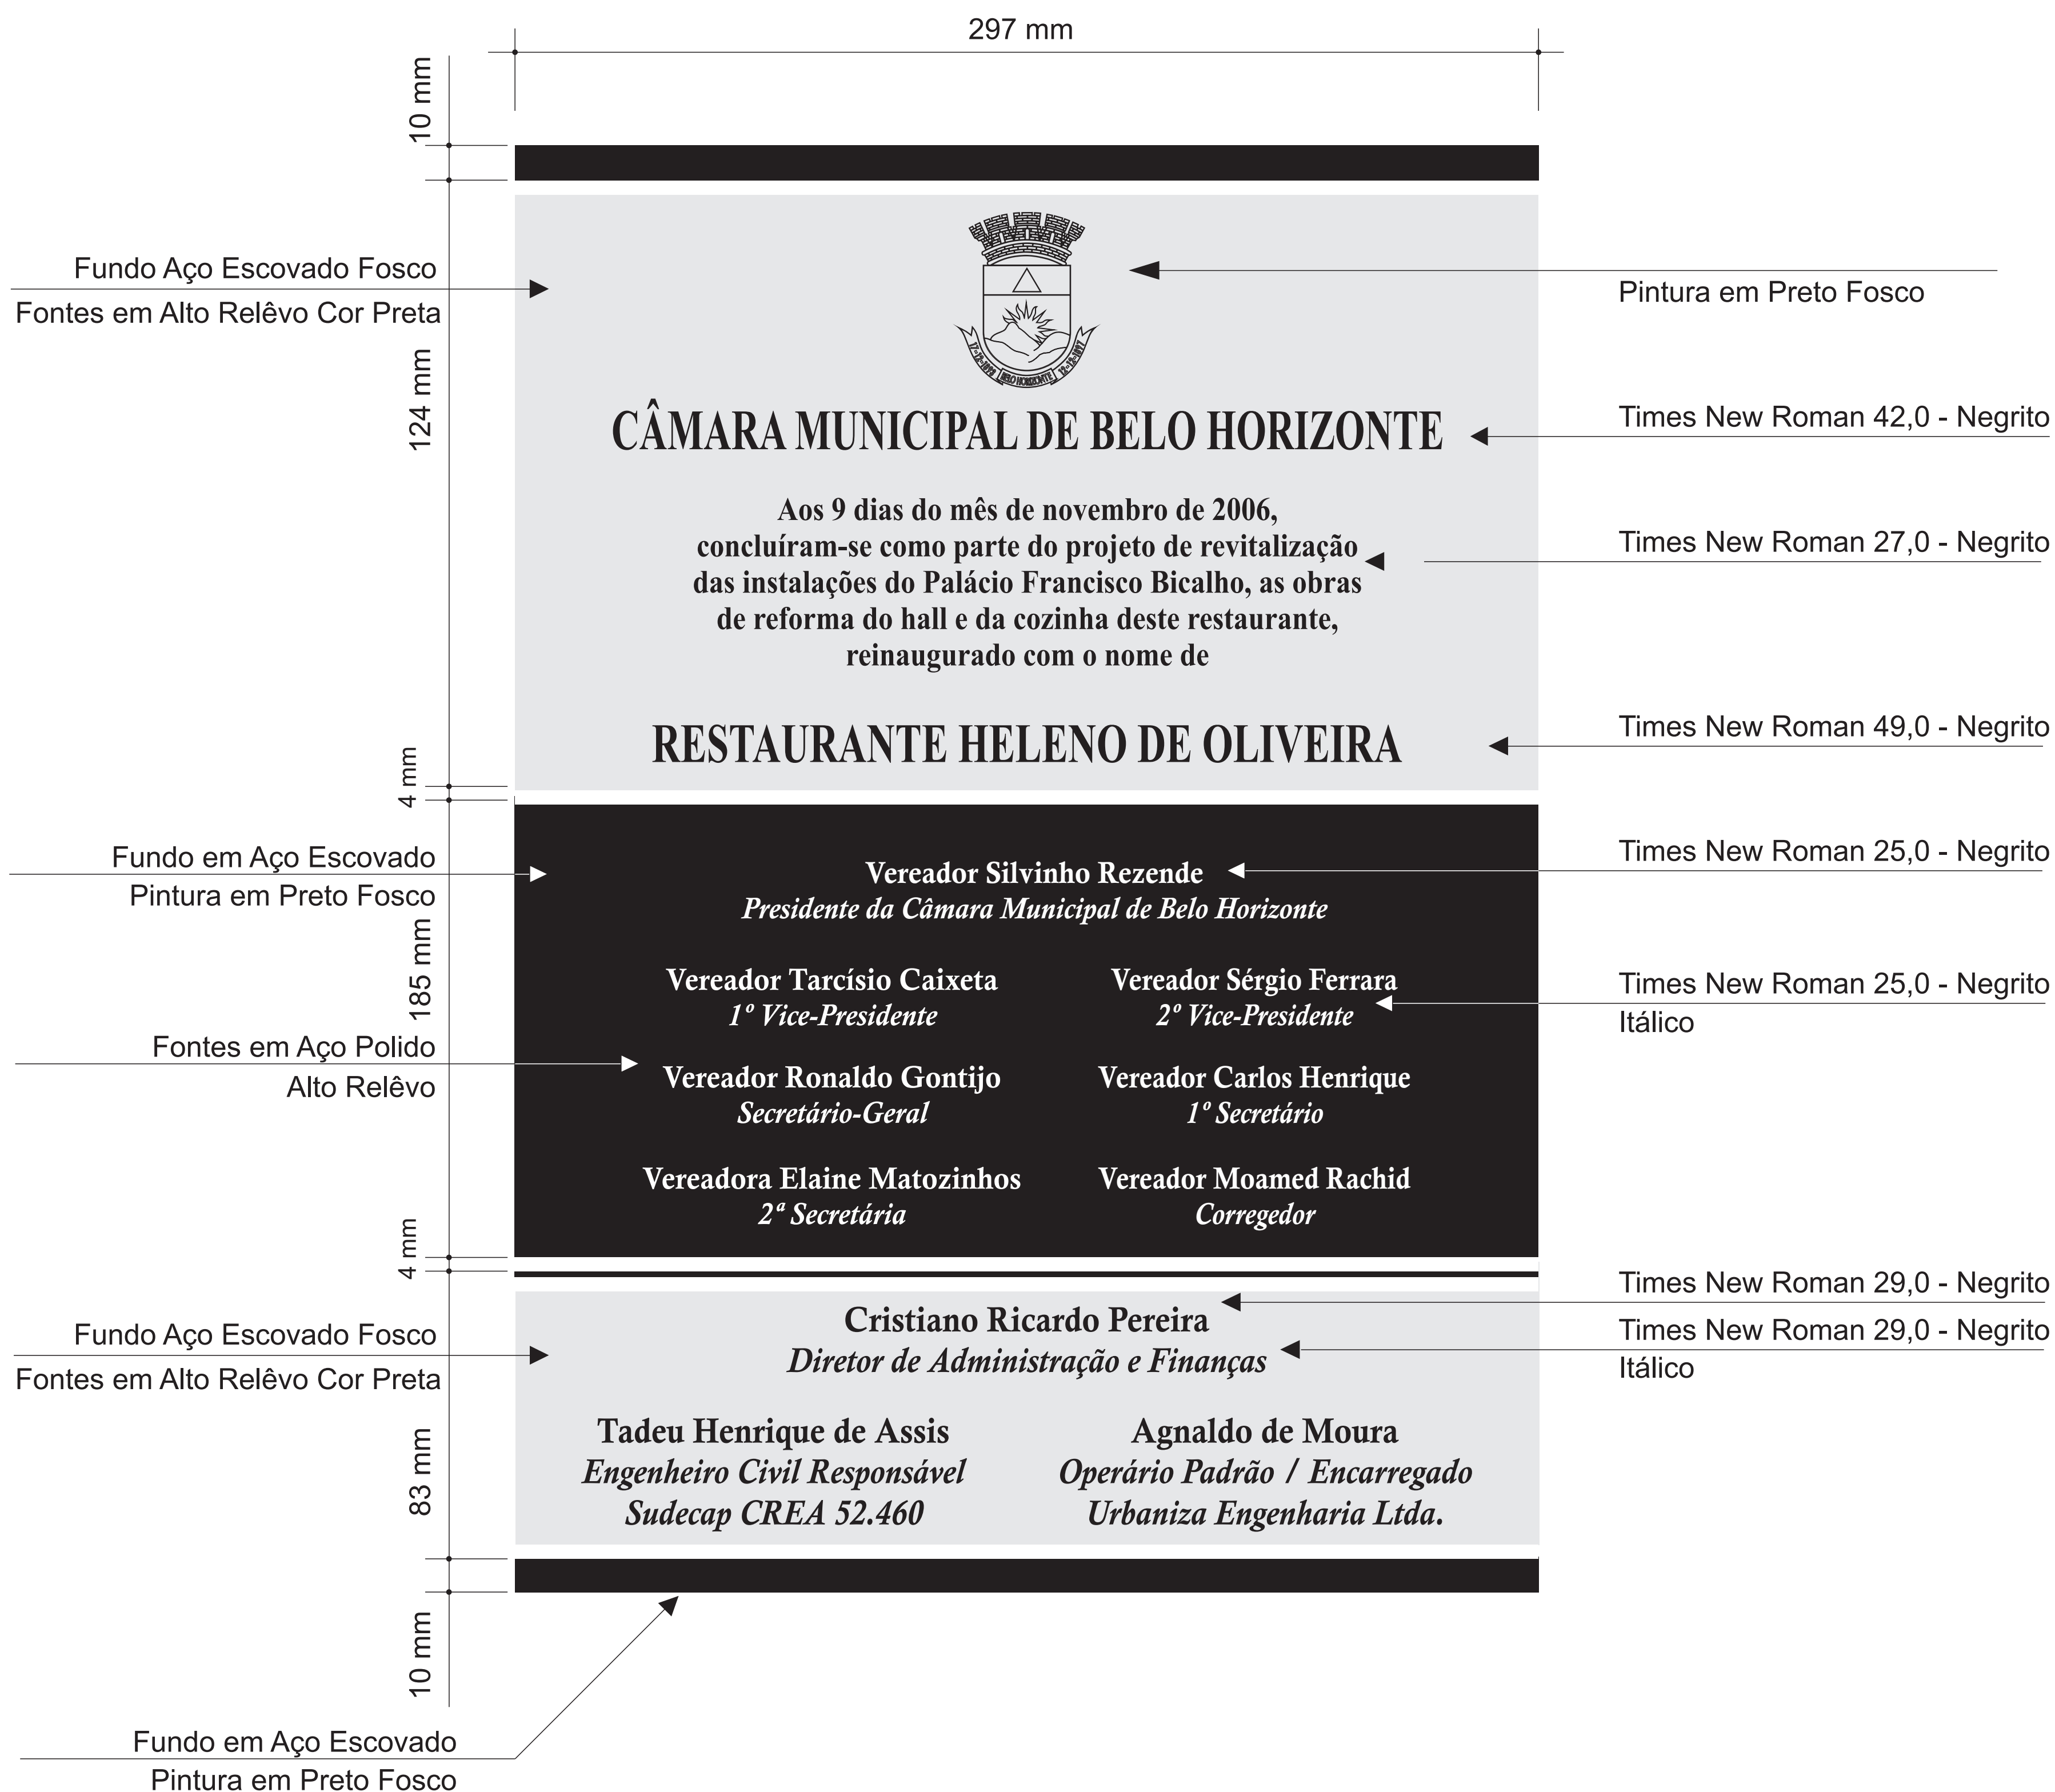 297 mm
10 mm
Fundo Aço Escovado Fosco
Fontes em Alto Relêvo Cor Preta
Pintura em Preto Fosco
17-12-1893 BELO HORIZONTE 12-12-1897
124 mm
CÂMARA MUNICIPAL DE BELO HORIZONTE
Times New Roman 42,0 - Negrito
Aos 9 dias do mês de novembro de 2006,
concluíram-se como parte do projeto de revitalização
das instalações do Palácio Francisco Bicalho, as obras
de reforma do hall e da cozinha deste restaurante,
reinaugurado com o nome de
Times New Roman 27,0 - Negrito
RESTAURANTE HELENO DE OLIVEIRA
Times New Roman 49,0 - Negrito
4 mm
Fundo em Aço Escovado
Pintura em Preto Fosco
Vereador Silvinho Rezende
Presidente da Câmara Municipal de Belo Horizonte
Times New Roman 25,0 - Negrito
185 mm
Vereador Tarcísio Caixeta
1º Vice-Presidente
Vereador Sérgio Ferrara
2º Vice-Presidente
Times New Roman 25,0 - Negrito
Itálico
Fontes em Aço Polido
Alto Relêvo
Vereador Ronaldo Gontijo
Secretário-Geral
Vereador Carlos Henrique
1º Secretário
Vereadora Elaine Matozinhos
2ª Secretária
Vereador Moamed Rachid
Corregedor
4 mm
Times New Roman 29,0 - Negrito
Cristiano Ricardo Pereira
Diretor de Administração e Finanças
Times New Roman 29,0 - Negrito
Itálico
Fundo Aço Escovado Fosco
Fontes em Alto Relêvo Cor Preta
83 mm
Tadeu Henrique de Assis
Engenheiro Civil Responsável
Sudecap CREA 52.460
Agnaldo de Moura
Operário Padrão / Encarregado
Urbaniza Engenharia Ltda.
10 mm
Fundo em Aço Escovado
Pintura em Preto Fosco